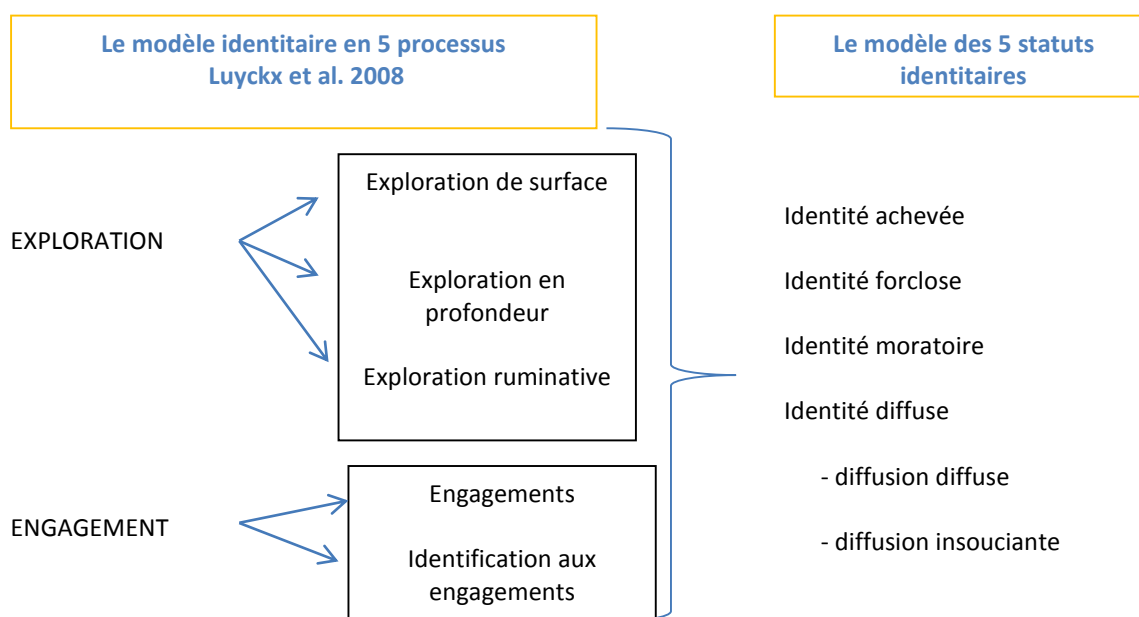 Le modèle identitaire en 5 processus
Luyckx et al. 2008
Le modèle des 5 statuts
identitaires
EXPLORATION
Exploration de surface
Exploration en
profondeur
Exploration ruminative
ENGAGEMENT
Engagements
Identification aux
engagements
Identité achevée
Identité forclose
Identité moratoire
Identité diffuse
- diffusion diffuse
- diffusion insouciante